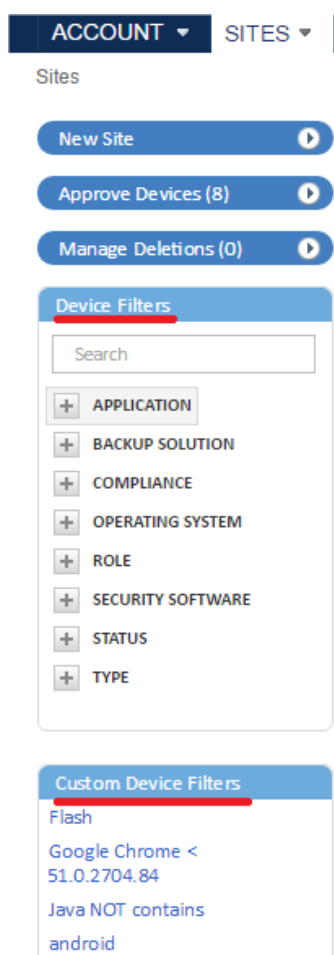 ACCOUNT SITES
Sites
New Site
Approve Devices (8)
Manage Deletions (0)
Device Filters
Search
APPLICATION
BACKUP SOLUTION
COMPLIANCE
OPERATING SYSTEM
ROLE
SECURITY SOFTWARE
STATUS
TYPE
Custom Device Filters
Flash
Google Chrome <
51.0.2704.84
Java NOT contains
android